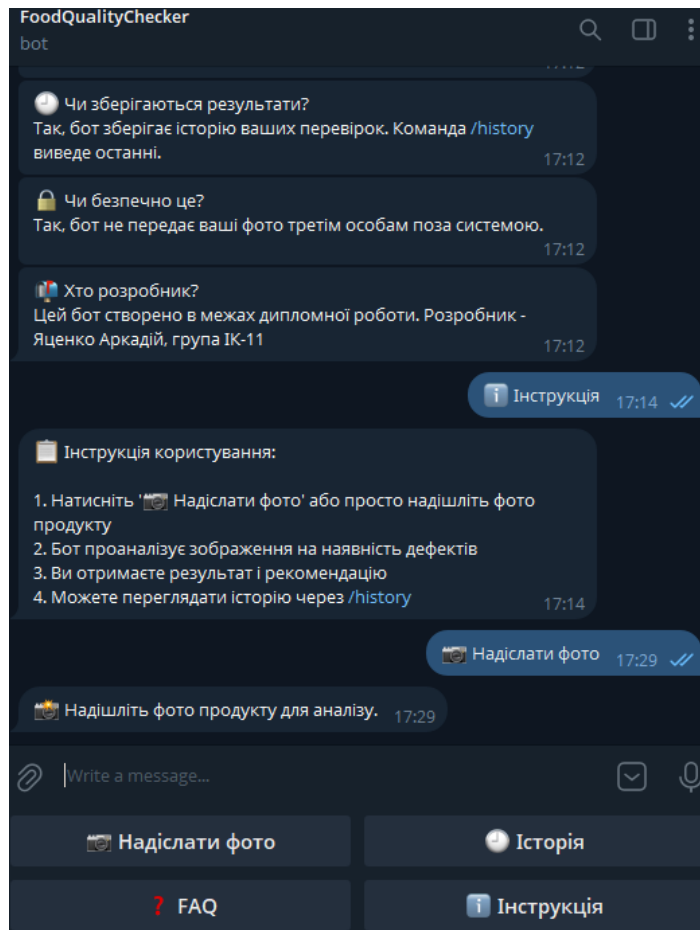 FoodQualityChecker
bot
🕗 Чи зберігаються результати?
Так, бот зберігає історію ваших перевірок. Команда /history
виведе останні.
17:12
🔒 Чи безпечно це?
Так, бот не передає ваші фото третім особам поза системою.
17:12
📬 Хто розробник?
Цей бот створено в межах дипломної роботи. Розробник -
Яценко Аркадій, група ІК-11
17:12
ℹ️ Інструкція 17:14
📋 Інструкція користування:
1. Натисніть '📷 Надіслати фото' або просто надішліть фото
продукту
2. Бот проаналізує зображення на наявність дефектів
3. Ви отримаєте результат і рекомендацію
4. Можете переглядати історію через /history
17:14
📷 Надіслати фото 17:29
📸 Надішліть фото продукту для аналізу. 17:29
Write a message...
📷 Надіслати фото
🕗 Історія
❓ FAQ
ℹ️ Інструкція